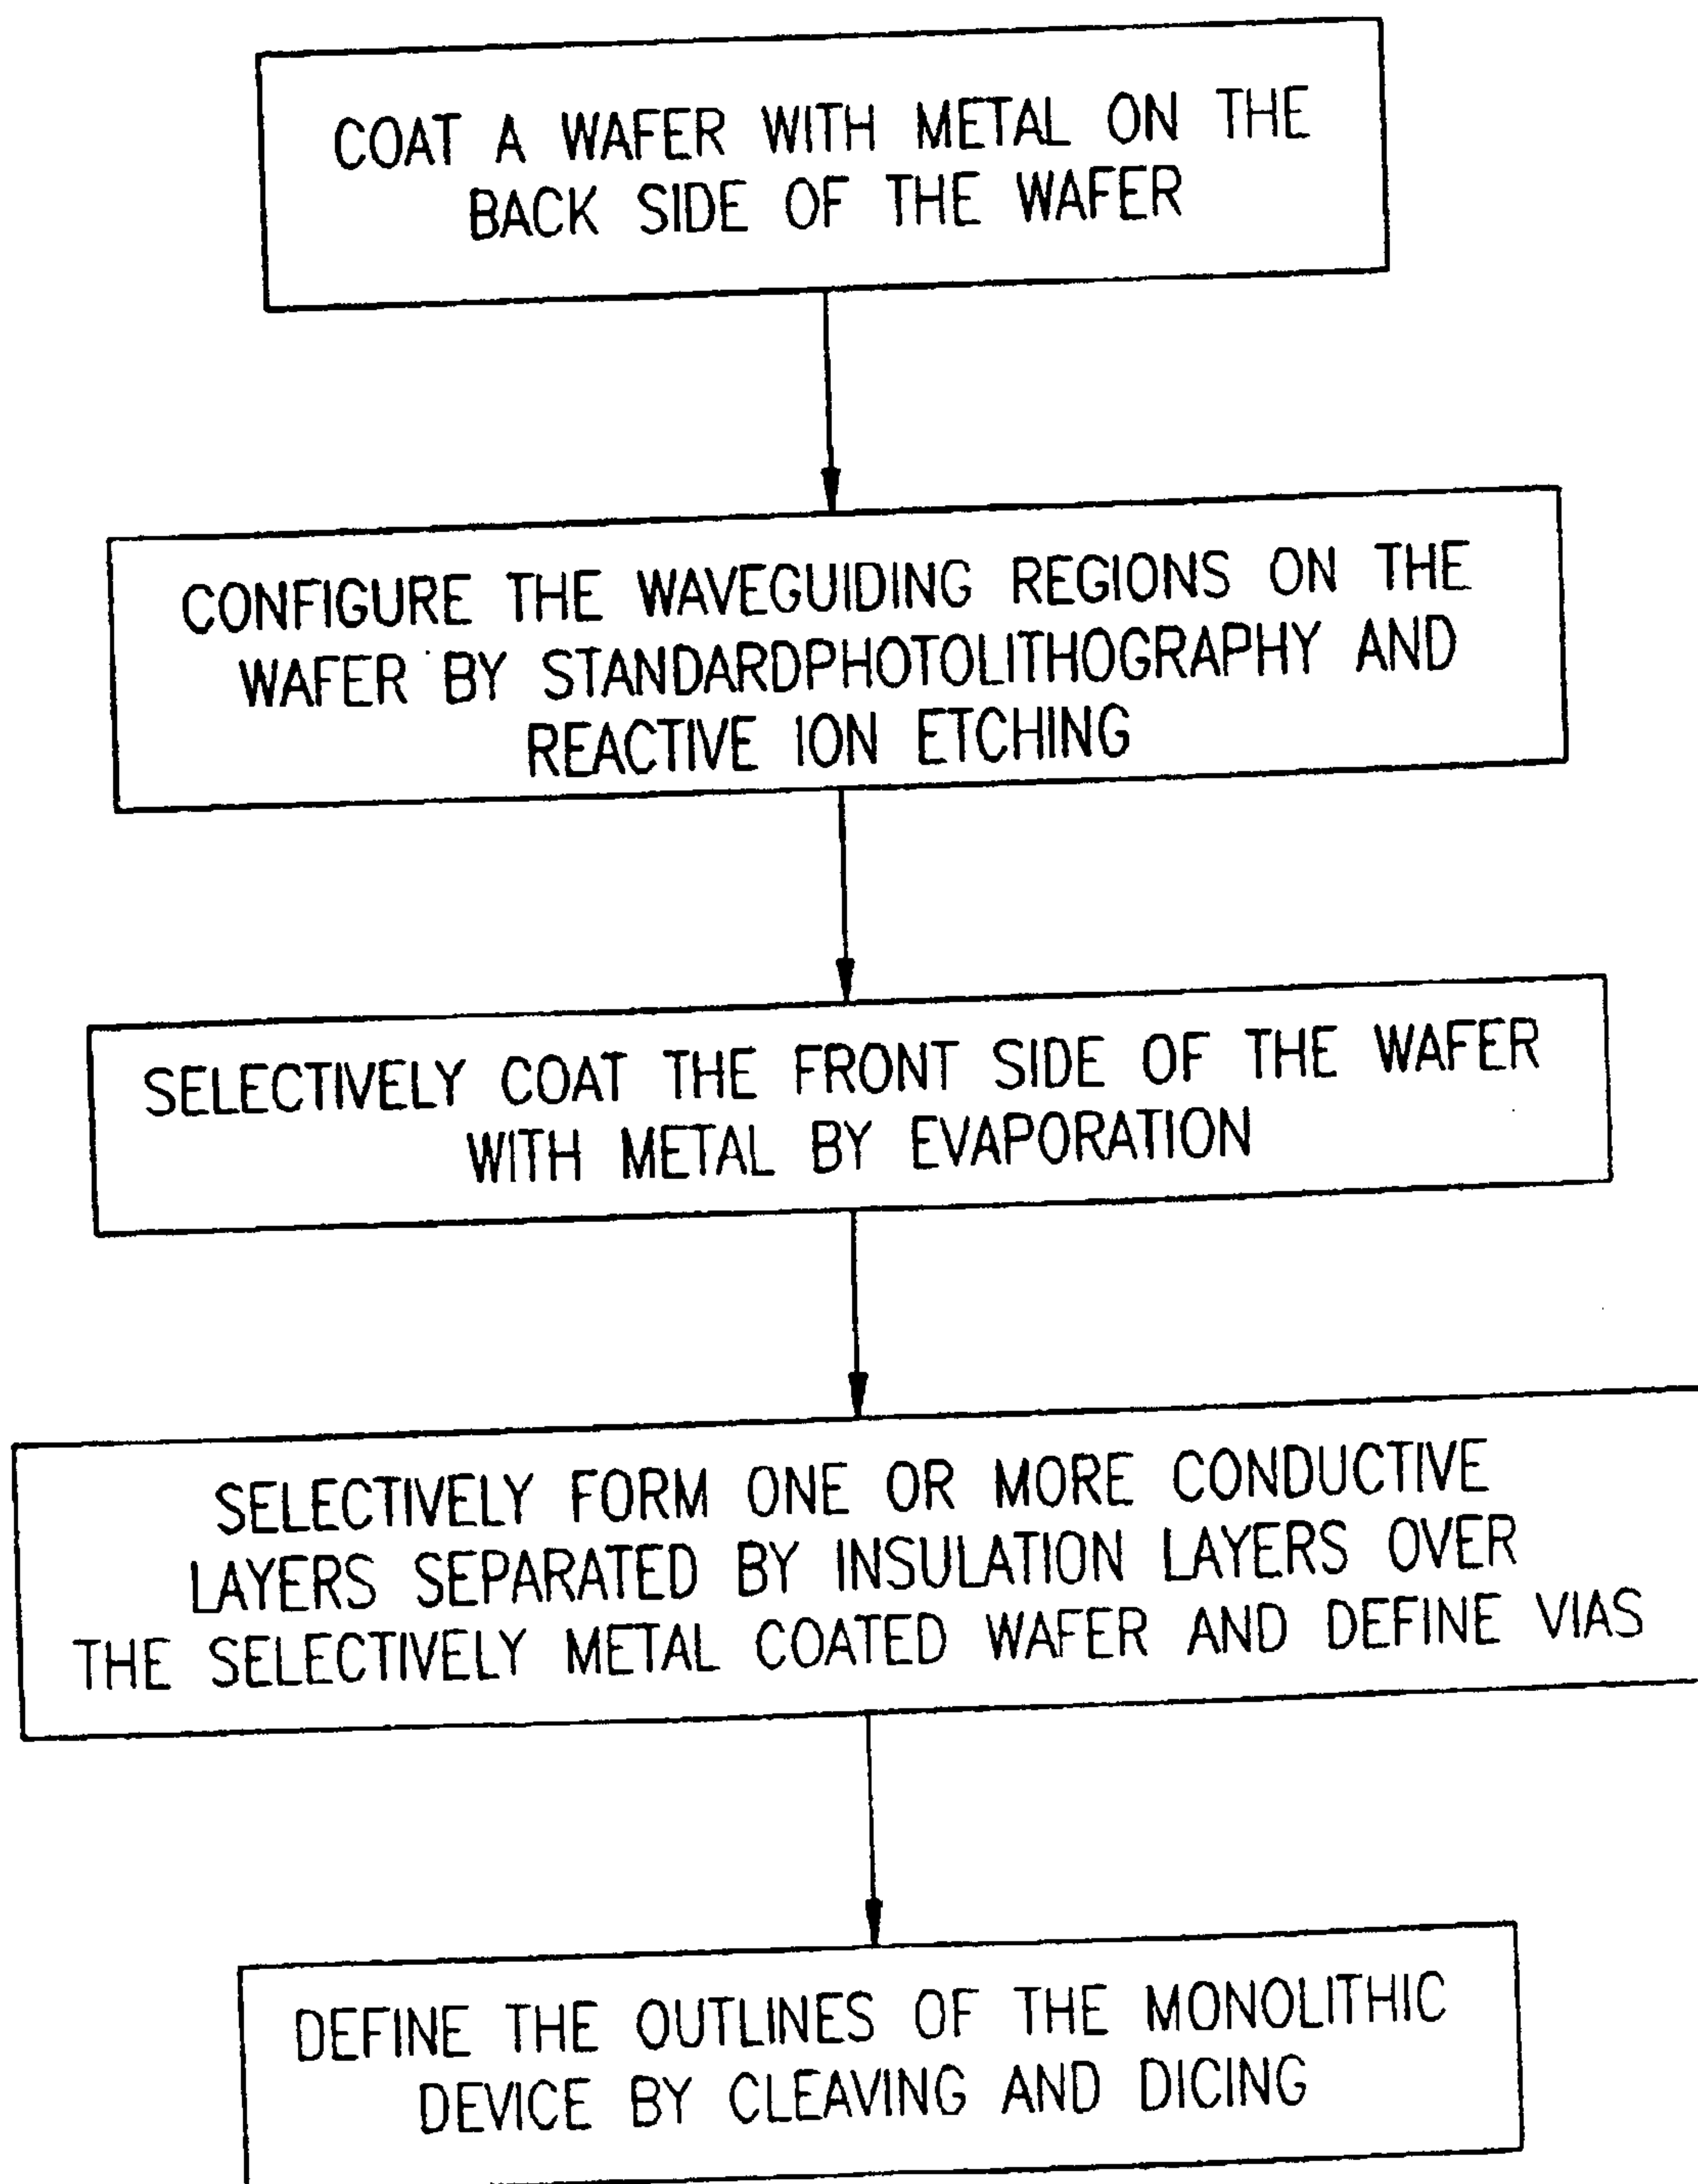 COAT A WAFER WITH METAL ON THE
BACK SIDE OF THE WAFER
CONFIGURE THE WAVEGUIDING REGIONS ON THE
WAFER BY STANDARDPHOTOLITHOGRAPHY AND
REACTIVE ION ETCHING
SELECTIVELY COAT THE FRONT SIDE OF THE WAFER
WITH METAL BY EVAPORATION
SELECTIVELY FORM ONE OR MORE CONDUCTIVE
LAYERS SEPARATED BY INSULATION LAYERS OVER
THE SELECTIVELY METAL COATED WAFER AND DEFINE VIAS
DEFINE THE OUTLINES OF THE MONOLITHIC
DEVICE BY CLEAVING AND DICING